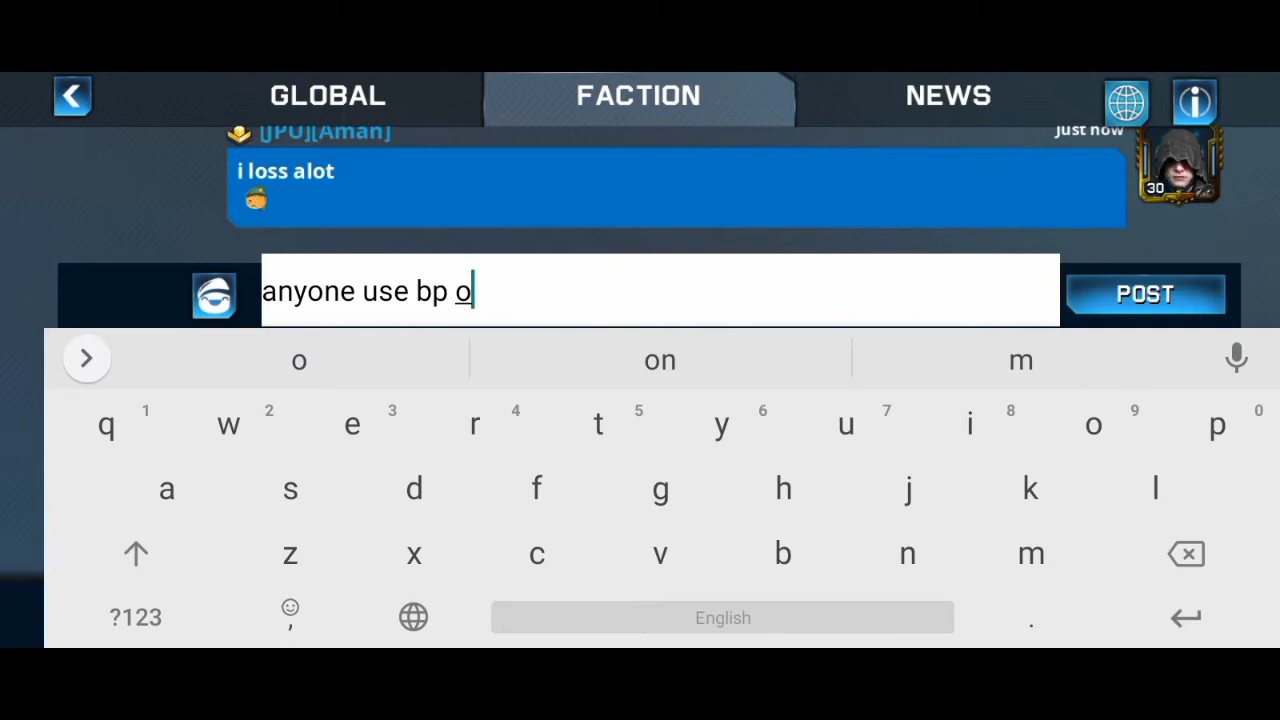 GLOBAL
FACTION
NEWS
[JPU][Aman]
Just now
i loss alot
30
anyone use bp o
POST
o
on
m
q 1 w 2 e 3 r 4 t 5 y 6 u 7 i 8 o 9 p 0
a s d f g h j k l
z x c v b n m
?123 , English .